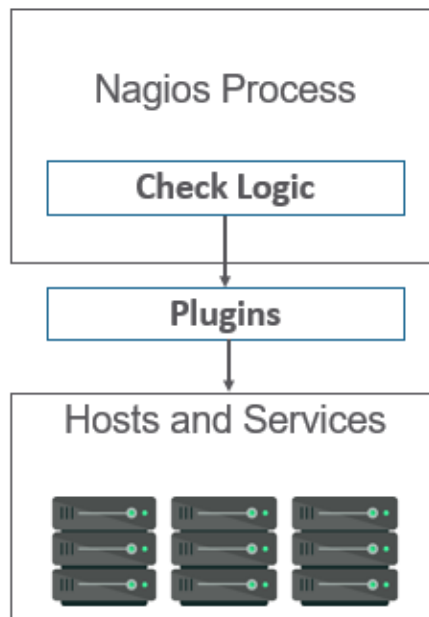 Nagios Process
Check Logic
Plugins
Hosts and Services